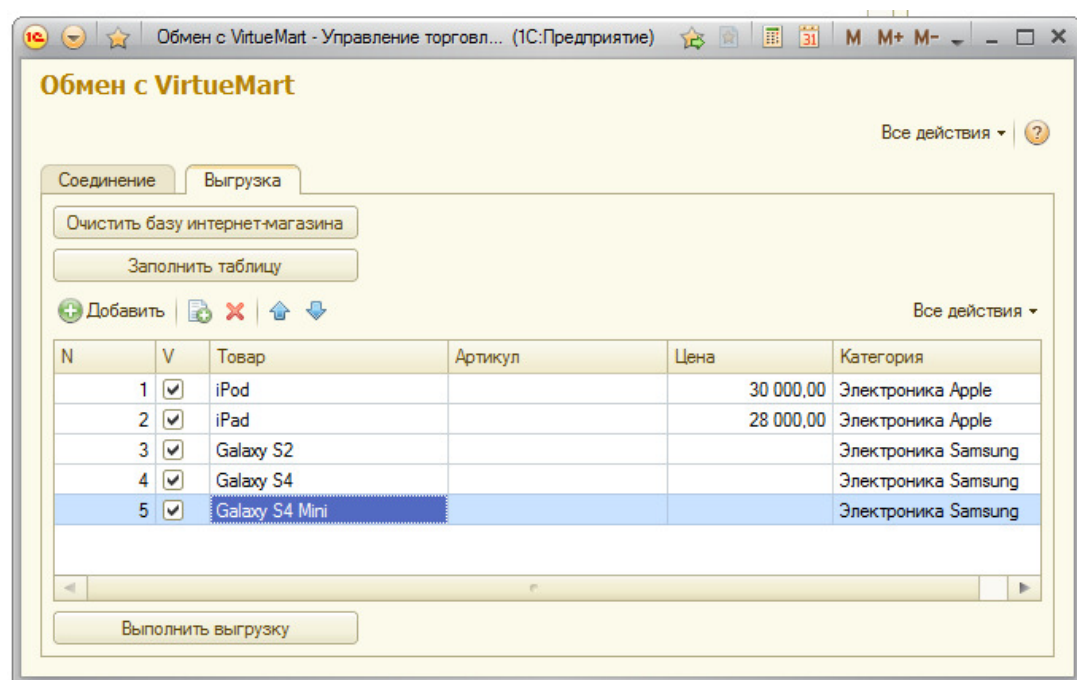 1С Обмен с VirtueMart - Управление торговл... (1С:Предприятие) 31 M M+ M-
Обмен с VirtueMart
Все действия ?
Соединение Выгрузка
Очистить базу интернет-магазина
Заполнить таблицу
Добавить Все действия
N V Товар Артикул Цена Категория
1 iPod 30 000,00 Электроника Apple
2 iPad 28 000,00 Электроника Apple
3 Galaxy S2 Электроника Samsung
4 Galaxy S4 Электроника Samsung
5 Galaxy S4 Mini Электроника Samsung
Выполнить выгрузку